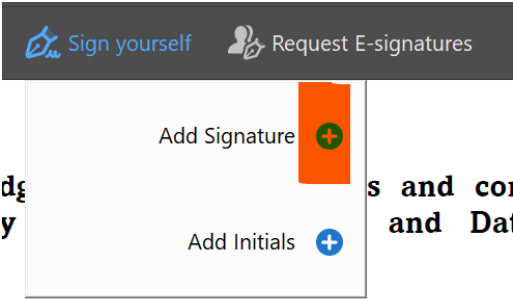 Sign yourself Request E-signatures
Add Signature
s and
Add Initials
and